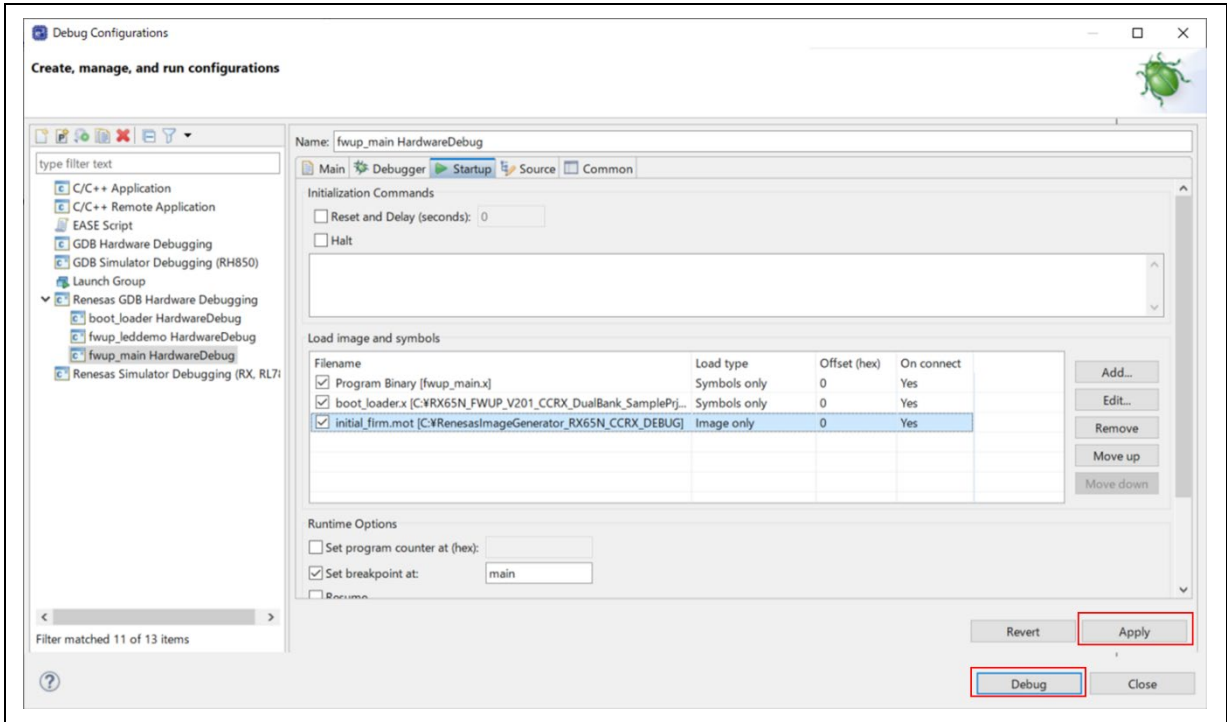 Debug Configurations
Create, manage, and run configurations
type filter text
C/C++ Application
C/C++ Remote Application
EASE Script
GDB Hardware Debugging
GDB Simulator Debugging (RH850)
Launch Group
Renesas GDB Hardware Debugging
boot_loader HardwareDebug
fwup_leddemo HardwareDebug
fwup_main HardwareDebug
Renesas Simulator Debugging (RX, RL7
Filter matched 11 of 13 items
Name: fwup_main HardwareDebug
Main Debugger Startup Source Common
Initialization Commands
Reset and Delay (seconds): 0
Halt
Load image and symbols
Filename Load type Offset (hex) On connect
Program Binary [fwup_main.x] Symbols only 0 Yes
boot_loader.x [C:¥RX65N_FWUP_V201_CCRX_DualBank_SamplePrj... Symbols only 0 Yes
initial_firm.mot [C:¥RenesasImageGenerator_RX65N_CCRX_DEBUG] Image only 0 Yes
Add...
Edit...
Remove
Move up
Move down
Runtime Options
Set program counter at (hex):
Set breakpoint at: main
Resume
Revert Apply
Debug Close